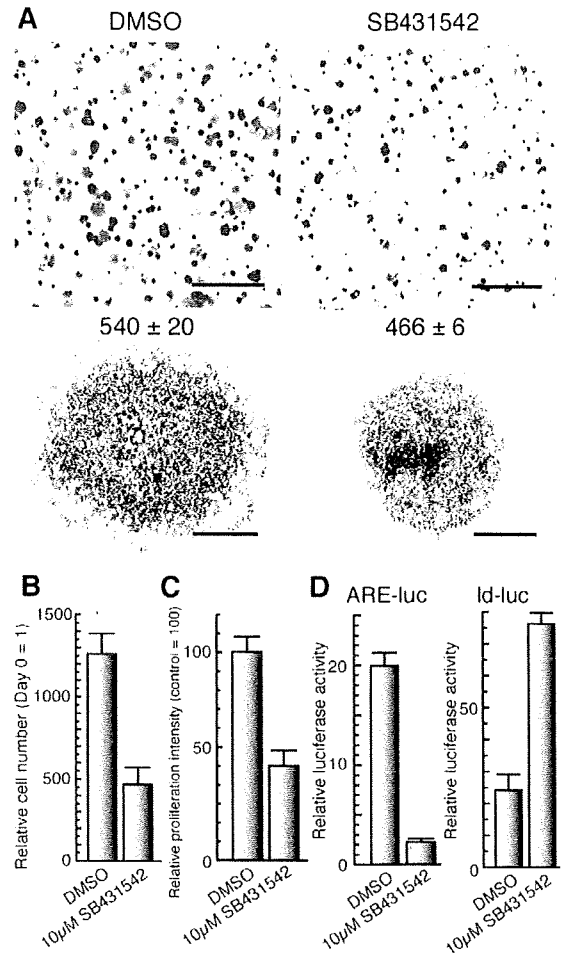 A
DMSO
SB431542
540 ± 20
466 ± 6
B
Relative cell number (Day 0 = 1)
1500
1000
500
0
DMSO
10μM SB431542
C
Relative proliferation intensity (control = 100)
100
50
0
DMSO
10μM SB431542
D
ARE-luc
Relative luciferase activity
20
10
0
DMSO
10μM SB431542
Id-luc
Relative luciferase activity
50
0
DMSO
10μM SB431542